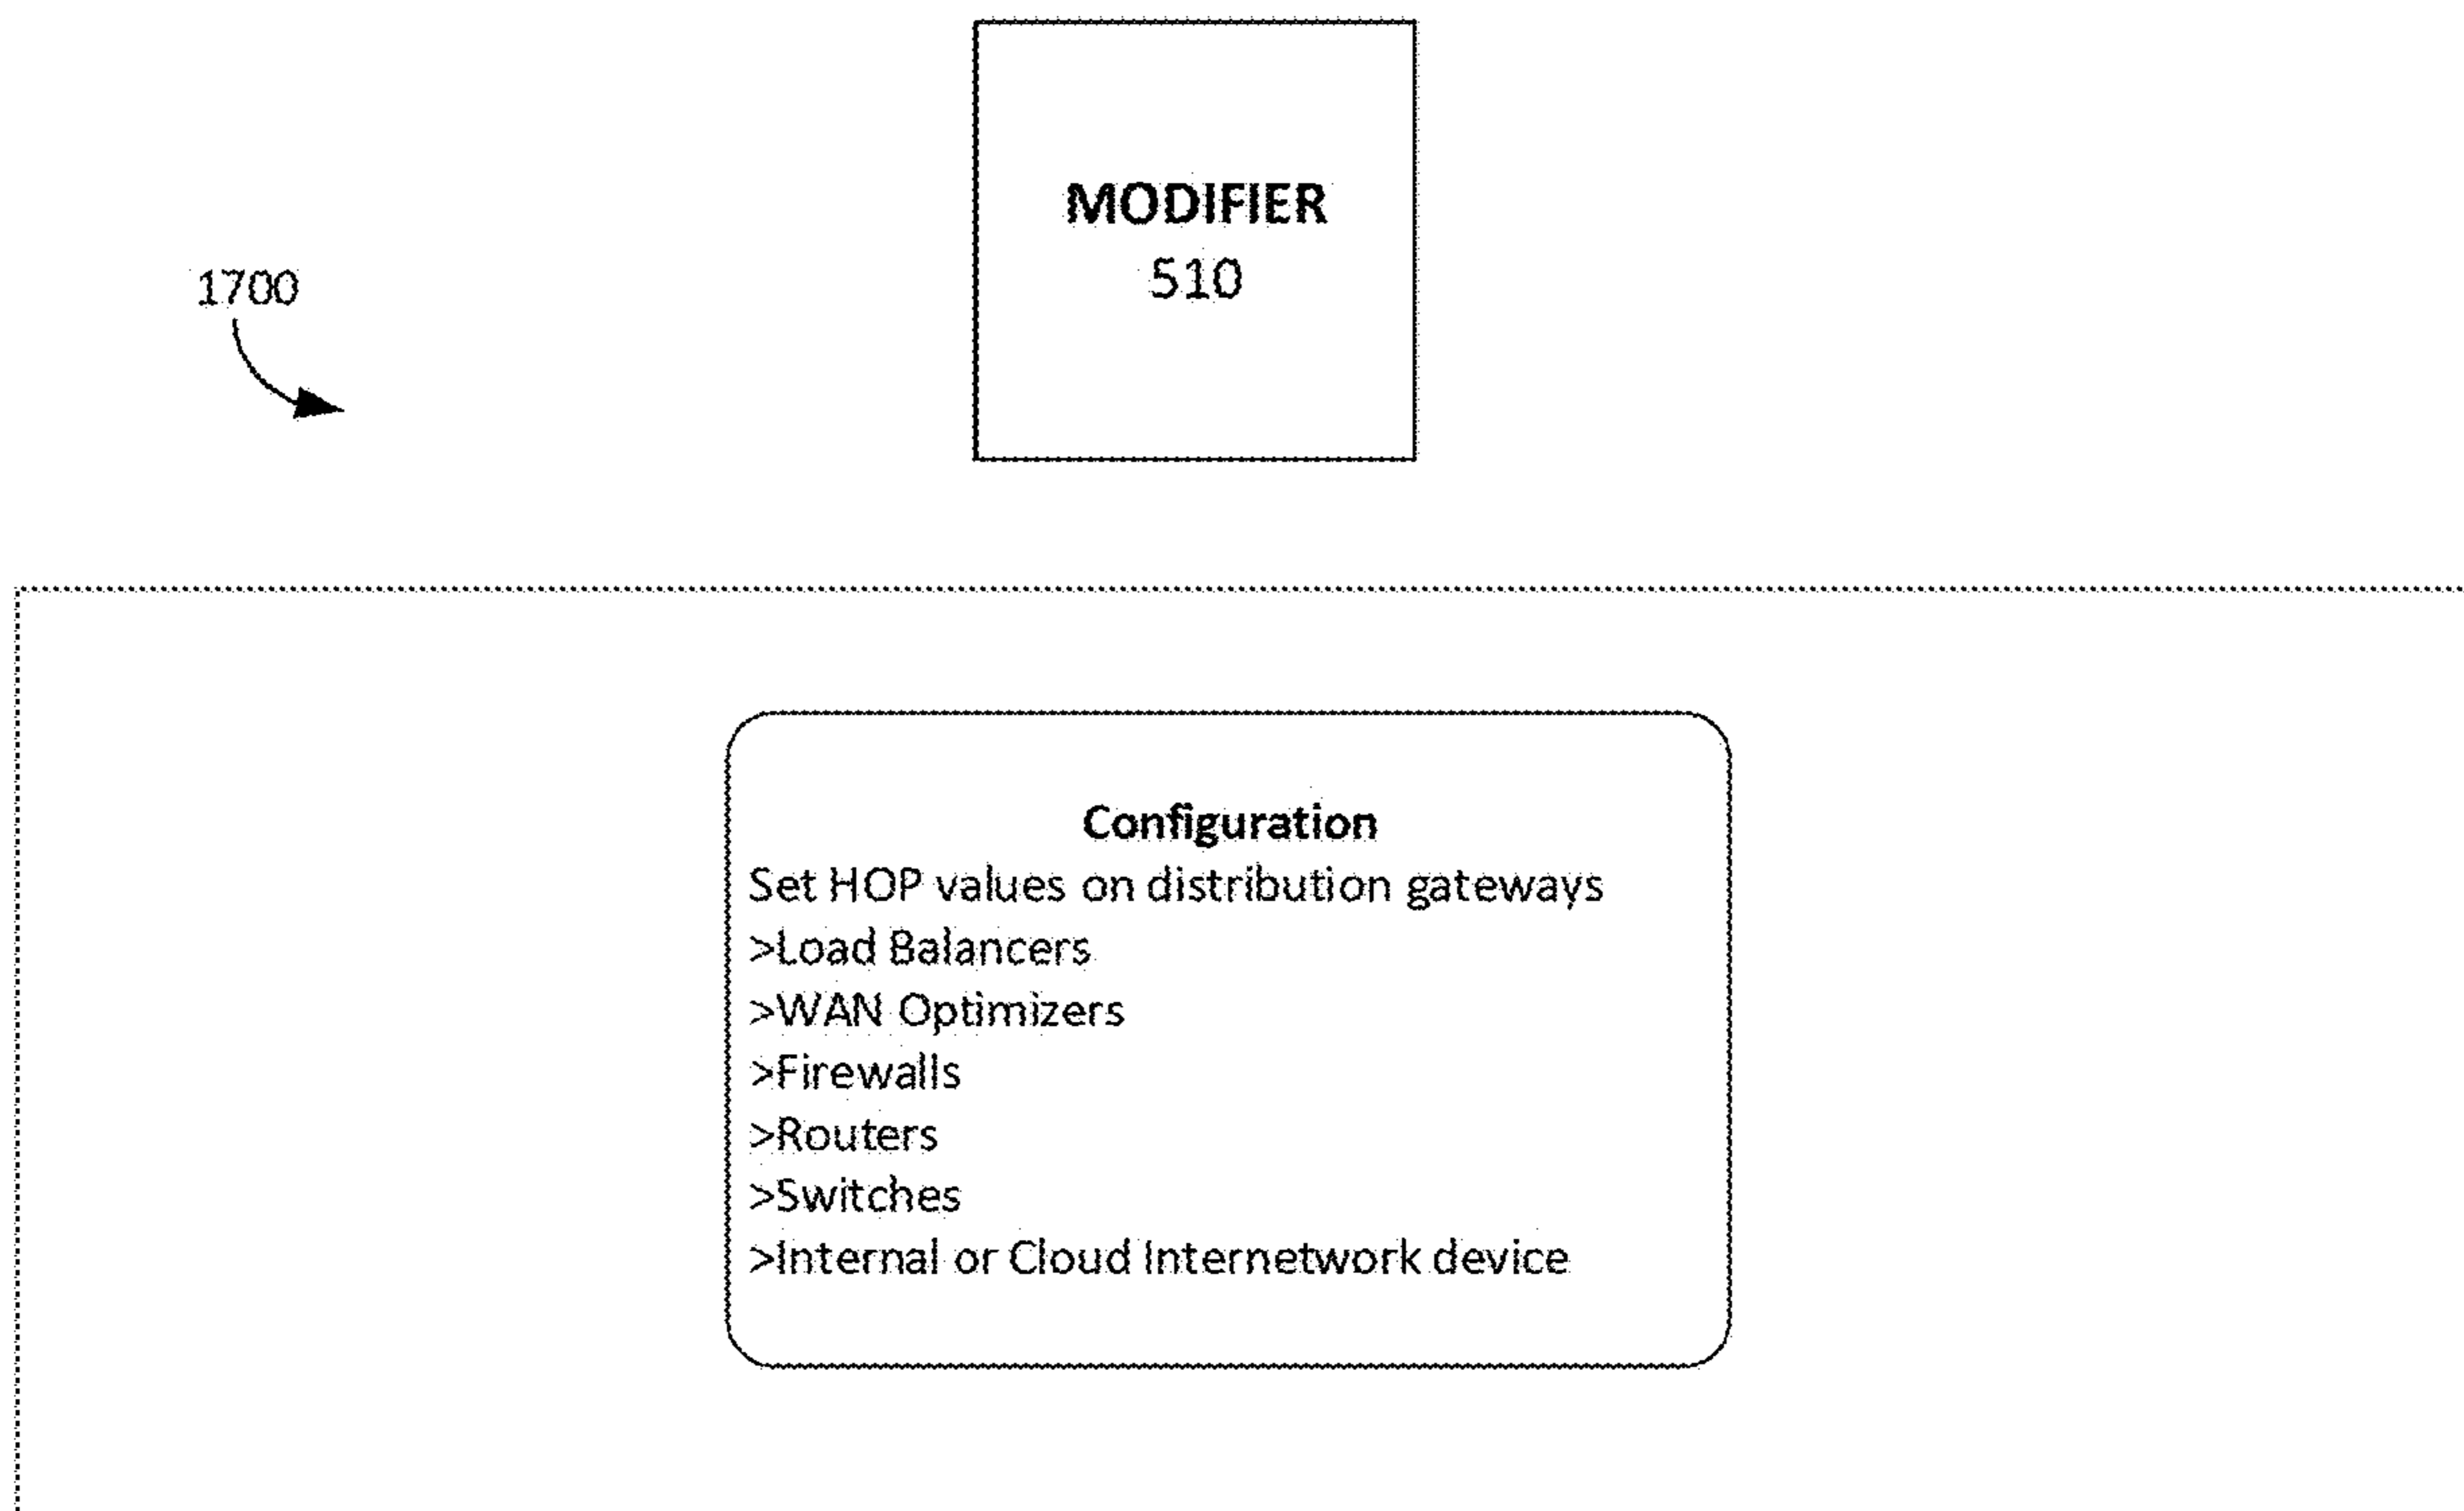 MODIFIER
510
1700
Configuration
Set HOP values on distribution gateways
>Load Balancers
>WAN Optimizers
>Firewalls
>Routers
>Switches
>Internal or Cloud Internetwork device